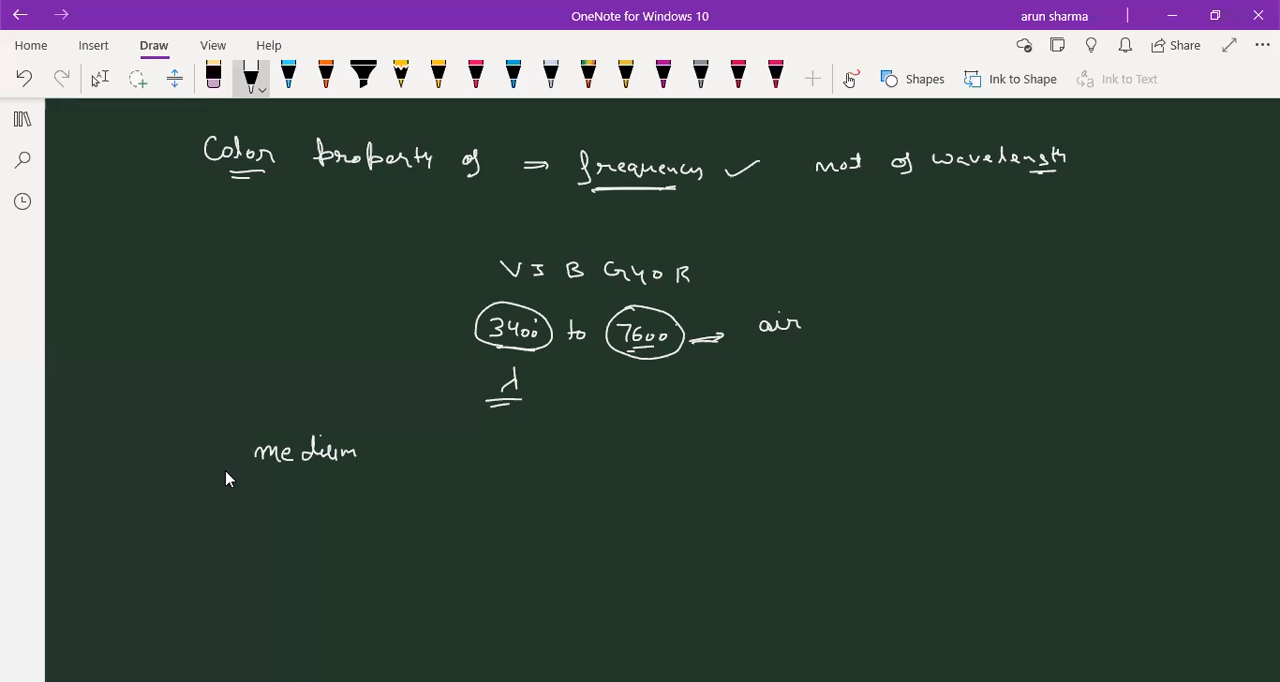 OneNote for Windows 10
arun sharma
Home Insert Draw View Help
Share
Shapes Ink to Shape Ink to Text
Color property of ⇒ frequency ✓ not of wavelength
V I B G Y O R
3400 to 7600 → air
λ
medium